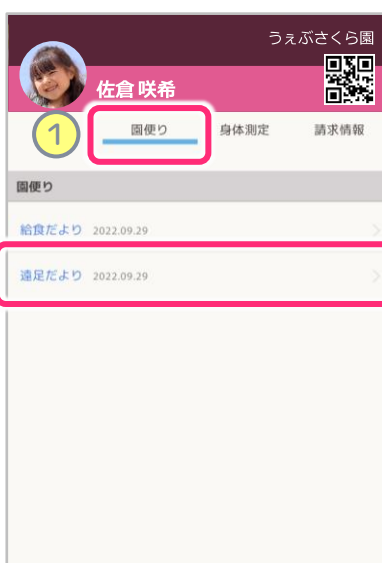 うぇぶさくら園
佐倉 咲希
1
園便り 身体測定 請求情報
園便り
給食だより 2022.09.29
遠足だより 2022.09.29